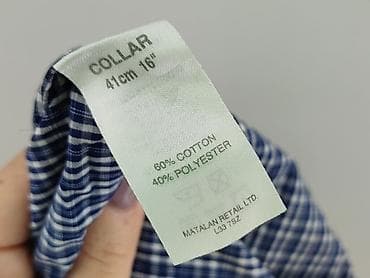 COLLAR
41cm 16"
60% COTTON
40% POLYESTER
MATALAN RETAIL LTD.
L33 7SZ